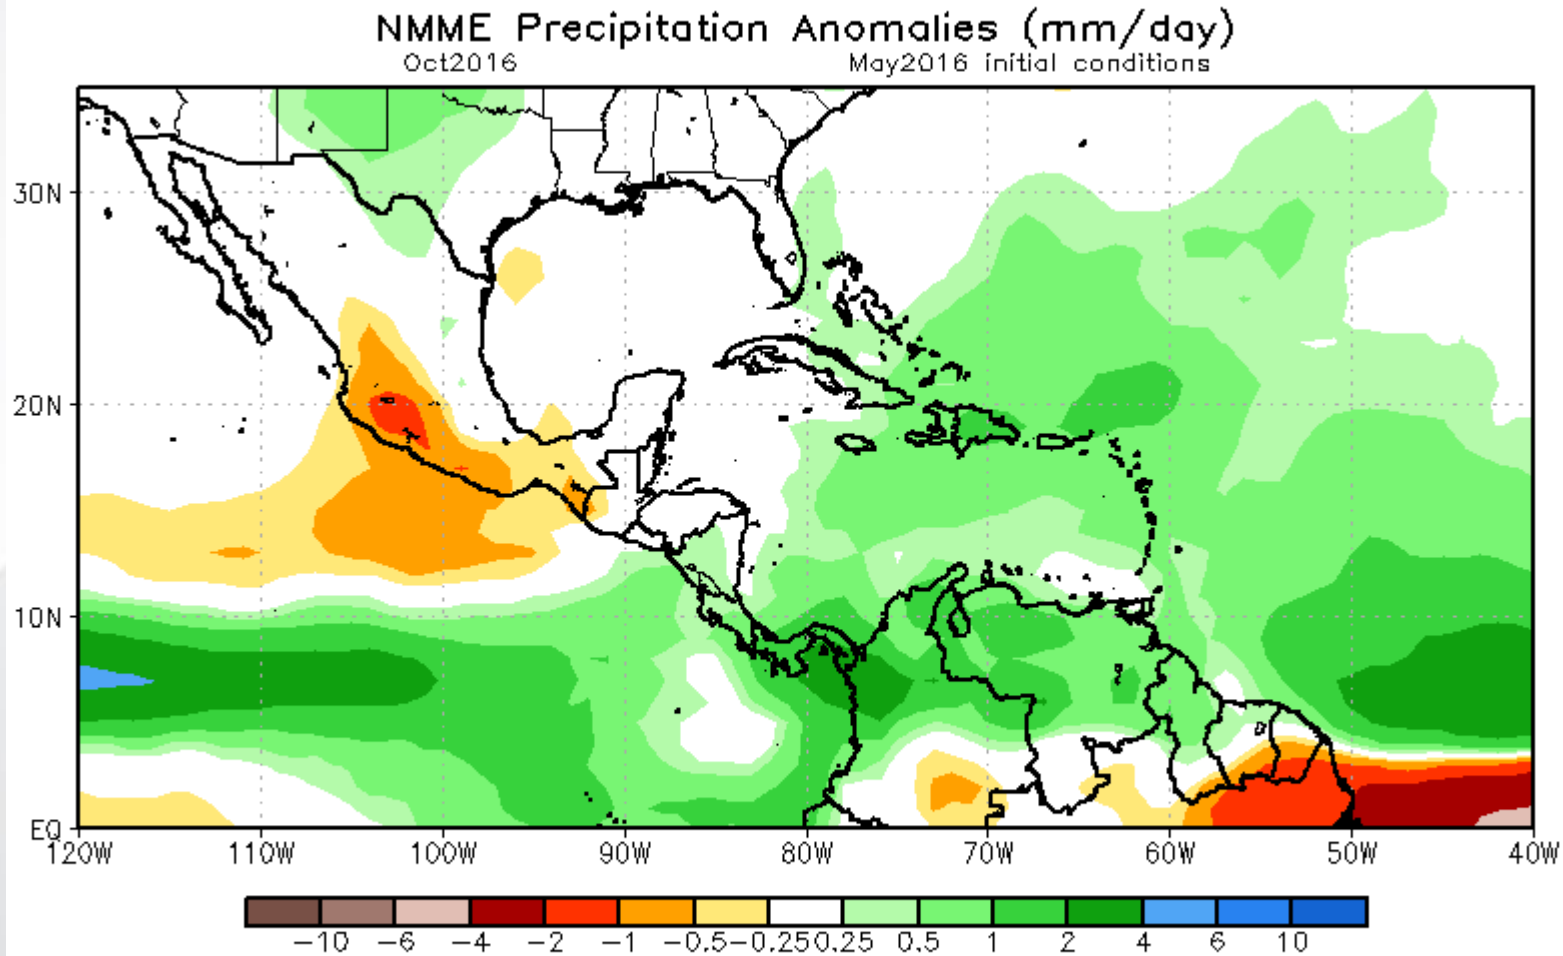 NMME Precipitation Anomalies (mm/day)
Oct2016 May2016 initial conditions
30N
20N
10N
EQ
120W 110W 100W 90W 80W 70W 60W 50W 40W
-10 -6 -4 -2 -1 -0.5 -0.25 0.25 0.5 1 2 4 6 10